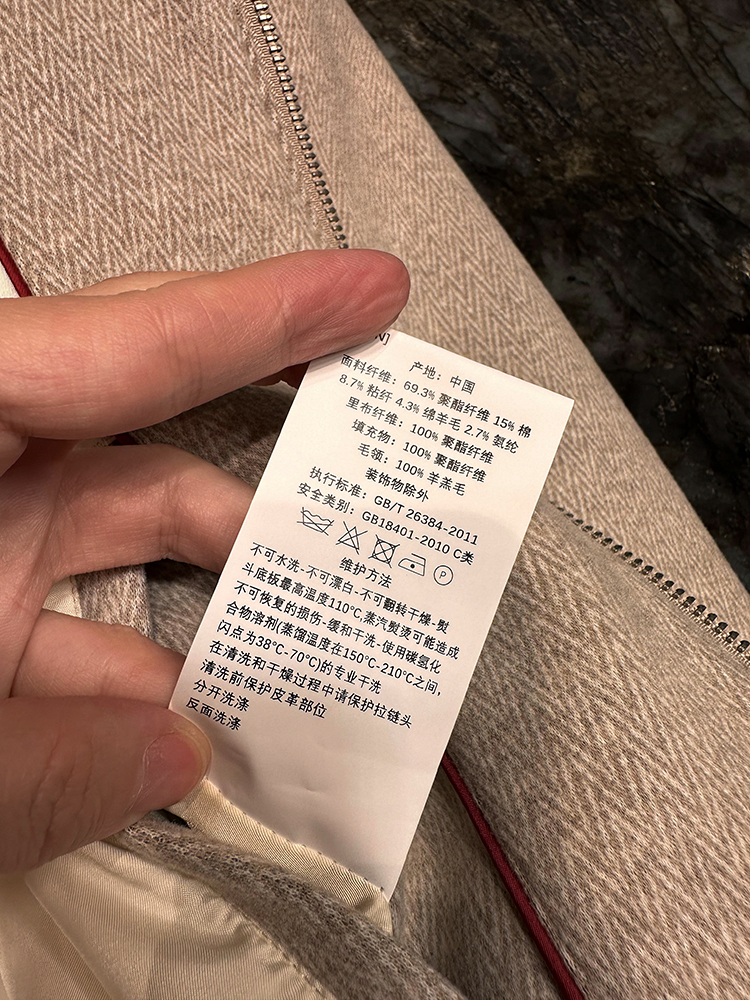 N]
产地：中国
面料纤维：69.3% 聚酯纤维 15% 棉
8.7% 粘纤 4.3% 绵羊毛 2.7% 氨纶
里布纤维：100% 聚酯纤维
填充物：100% 聚酯纤维
毛领：100% 羊羔毛
装饰物除外
执行标准：GB/T 26384-2011
安全类别：GB18401-2010 C类
P
维护方法
不可水洗-不可漂白-不可翻转干燥-熨
斗底板最高温度110°C,蒸汽熨烫可能造成
不可恢复的损伤-缓和干洗-使用碳氢化
合物溶剂(蒸馏温度在150°C-210°C之间,
闪点为38°C-70°C)的专业干洗
在清洗和干燥过程中请保护拉链头
清洗前保护皮革部位
分开洗涤
反面洗涤